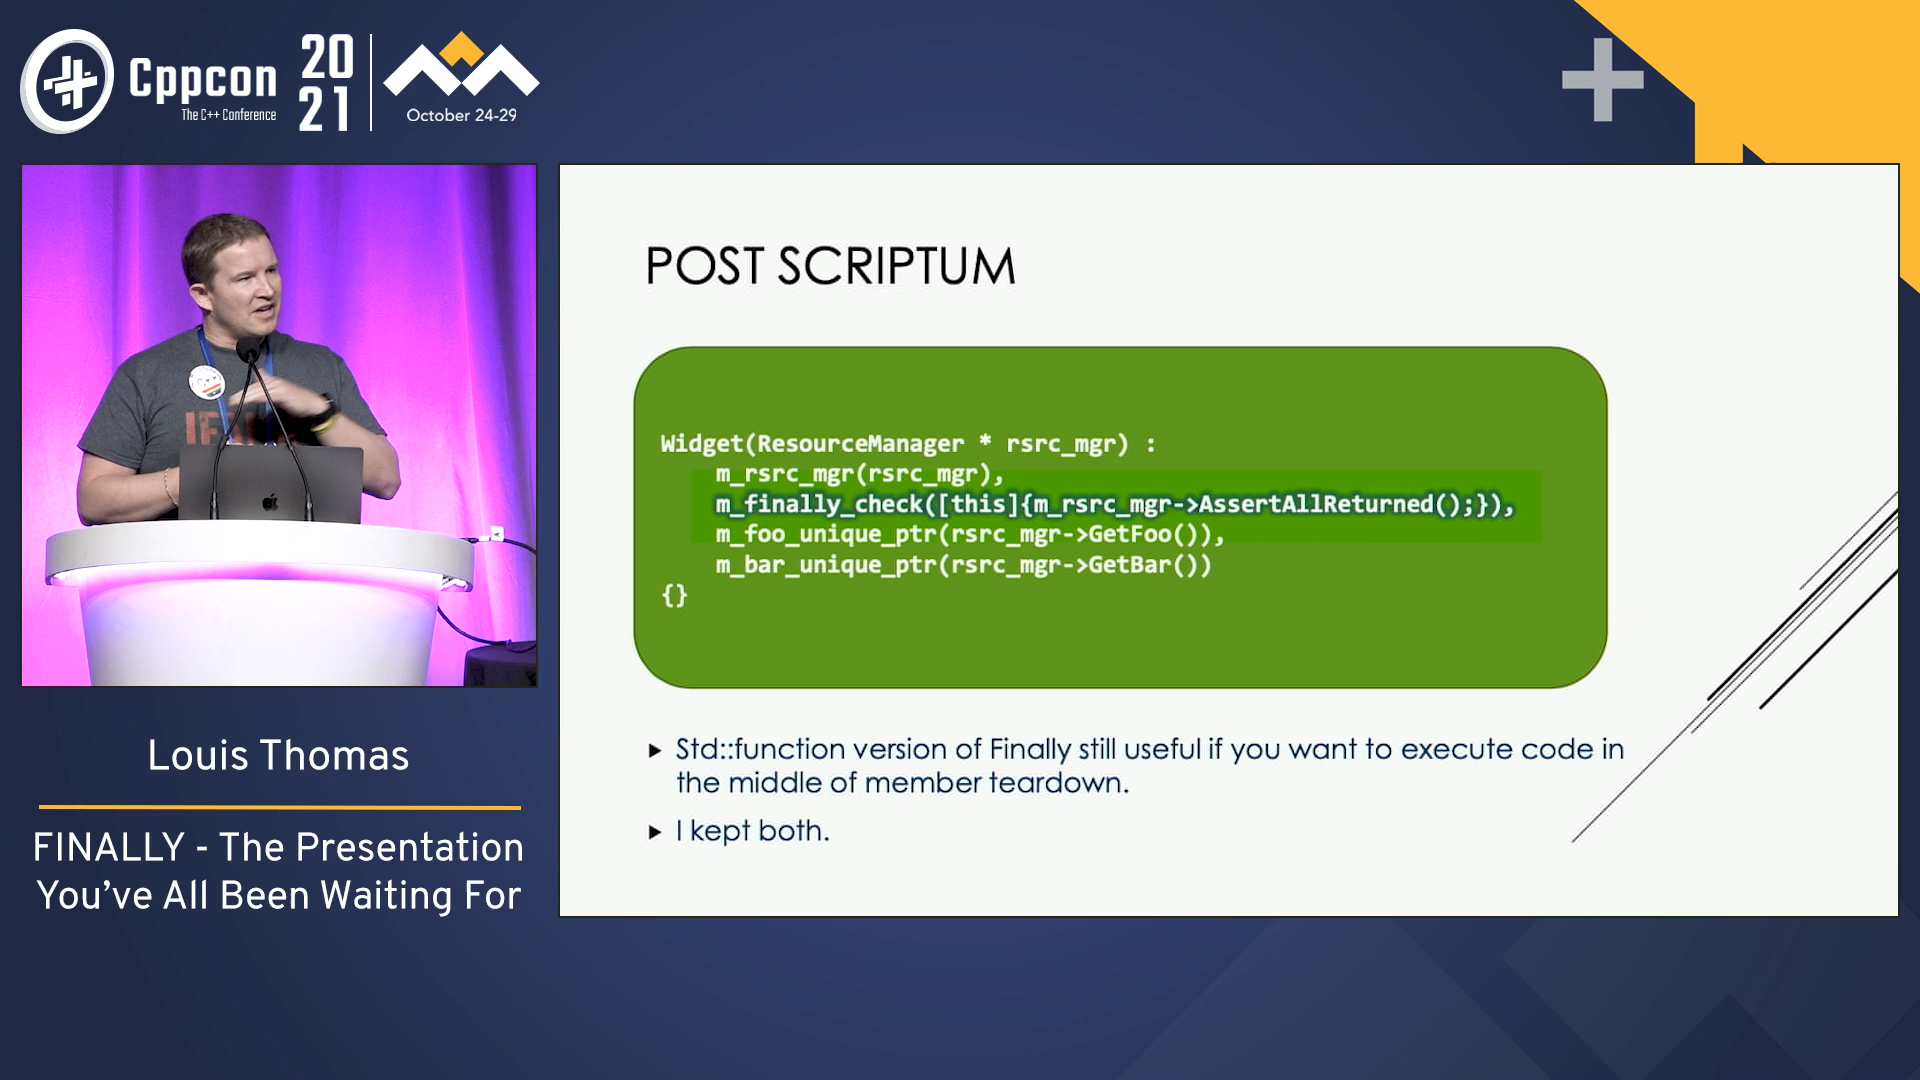 Cppcon
The C++ Conference
20
21
October 24-29
POST SCRIPTUM
Widget(ResourceManager * rsrc_mgr) :
m_rsrc_mgr(rsrc_mgr),
m_finally_check([this]{m_rsrc_mgr->AssertAllReturned();}),
m_foo_unique_ptr(rsrc_mgr->GetFoo()),
m_bar_unique_ptr(rsrc_mgr->GetBar())
{}
Std::function version of Finally still useful if you want to execute code in
the middle of member teardown.
I kept both.
Louis Thomas
FINALLY - The Presentation
You've All Been Waiting For